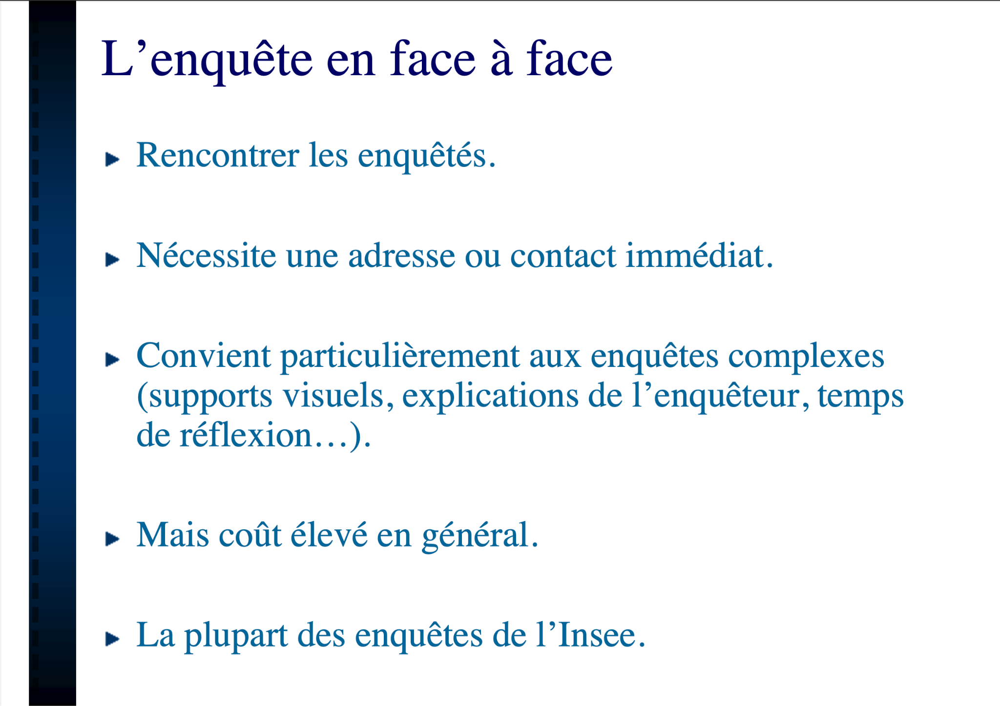 L’enquête en face à face
Rencontrer les enquêtés.
Nécessite une adresse ou contact immédiat.
Convient particulièrement aux enquêtes complexes
(supports visuels, explications de l’enquêteur, temps
de réflexion…).
Mais coût élevé en général.
La plupart des enquêtes de l’Insee.